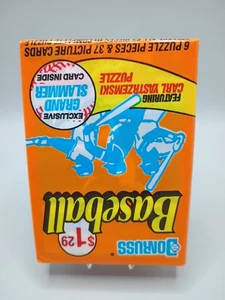 DONRUSS
Baseball
$1.29
EXCLUSIVE
GRAND
SLAMMER
CARD INSIDE
FEATURING
CARL YASTRZEMSKI
PUZZLE
6 PUZZLE PIECES & 37 PICTURE CARDS